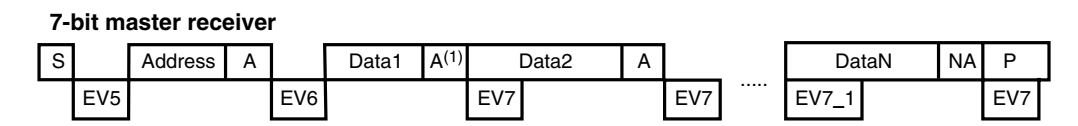 7-bit master receiver
S Address A Data1 A(1) Data2 A ..... DataN NA P
EV5 EV6 EV7 EV7 EV7_1 EV7